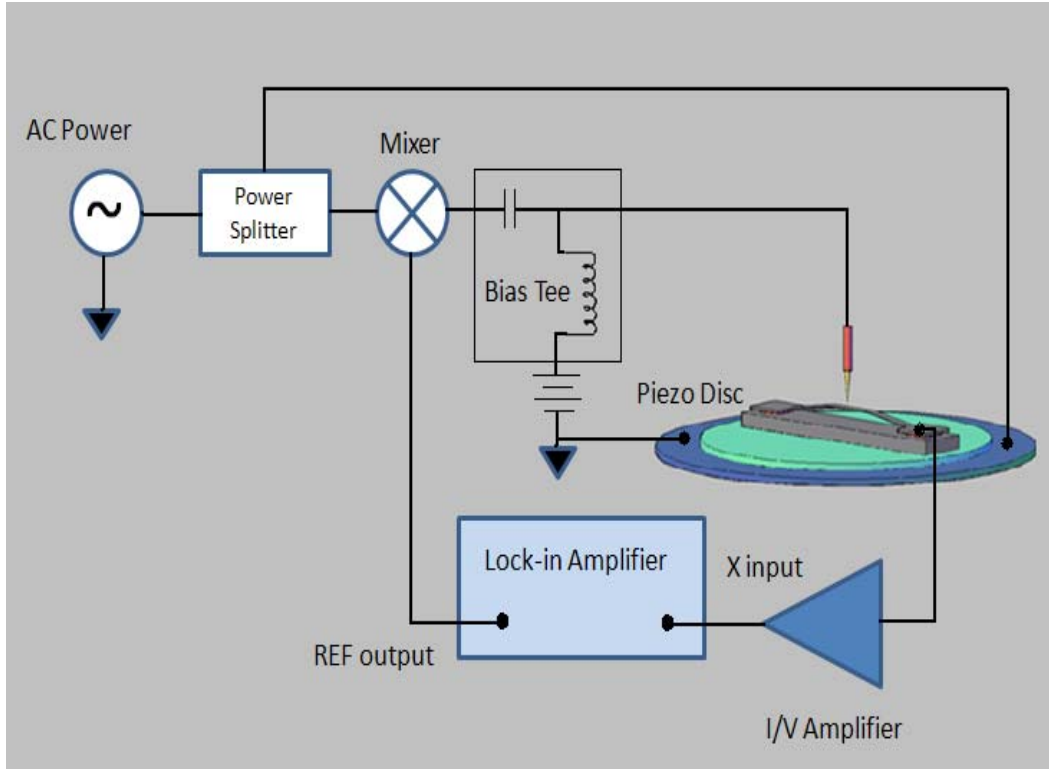 AC Power
Mixer
Power
Splitter
Bias Tee
Piezo Disc
Lock-in Amplifier
X input
REF output
I/V Amplifier
~